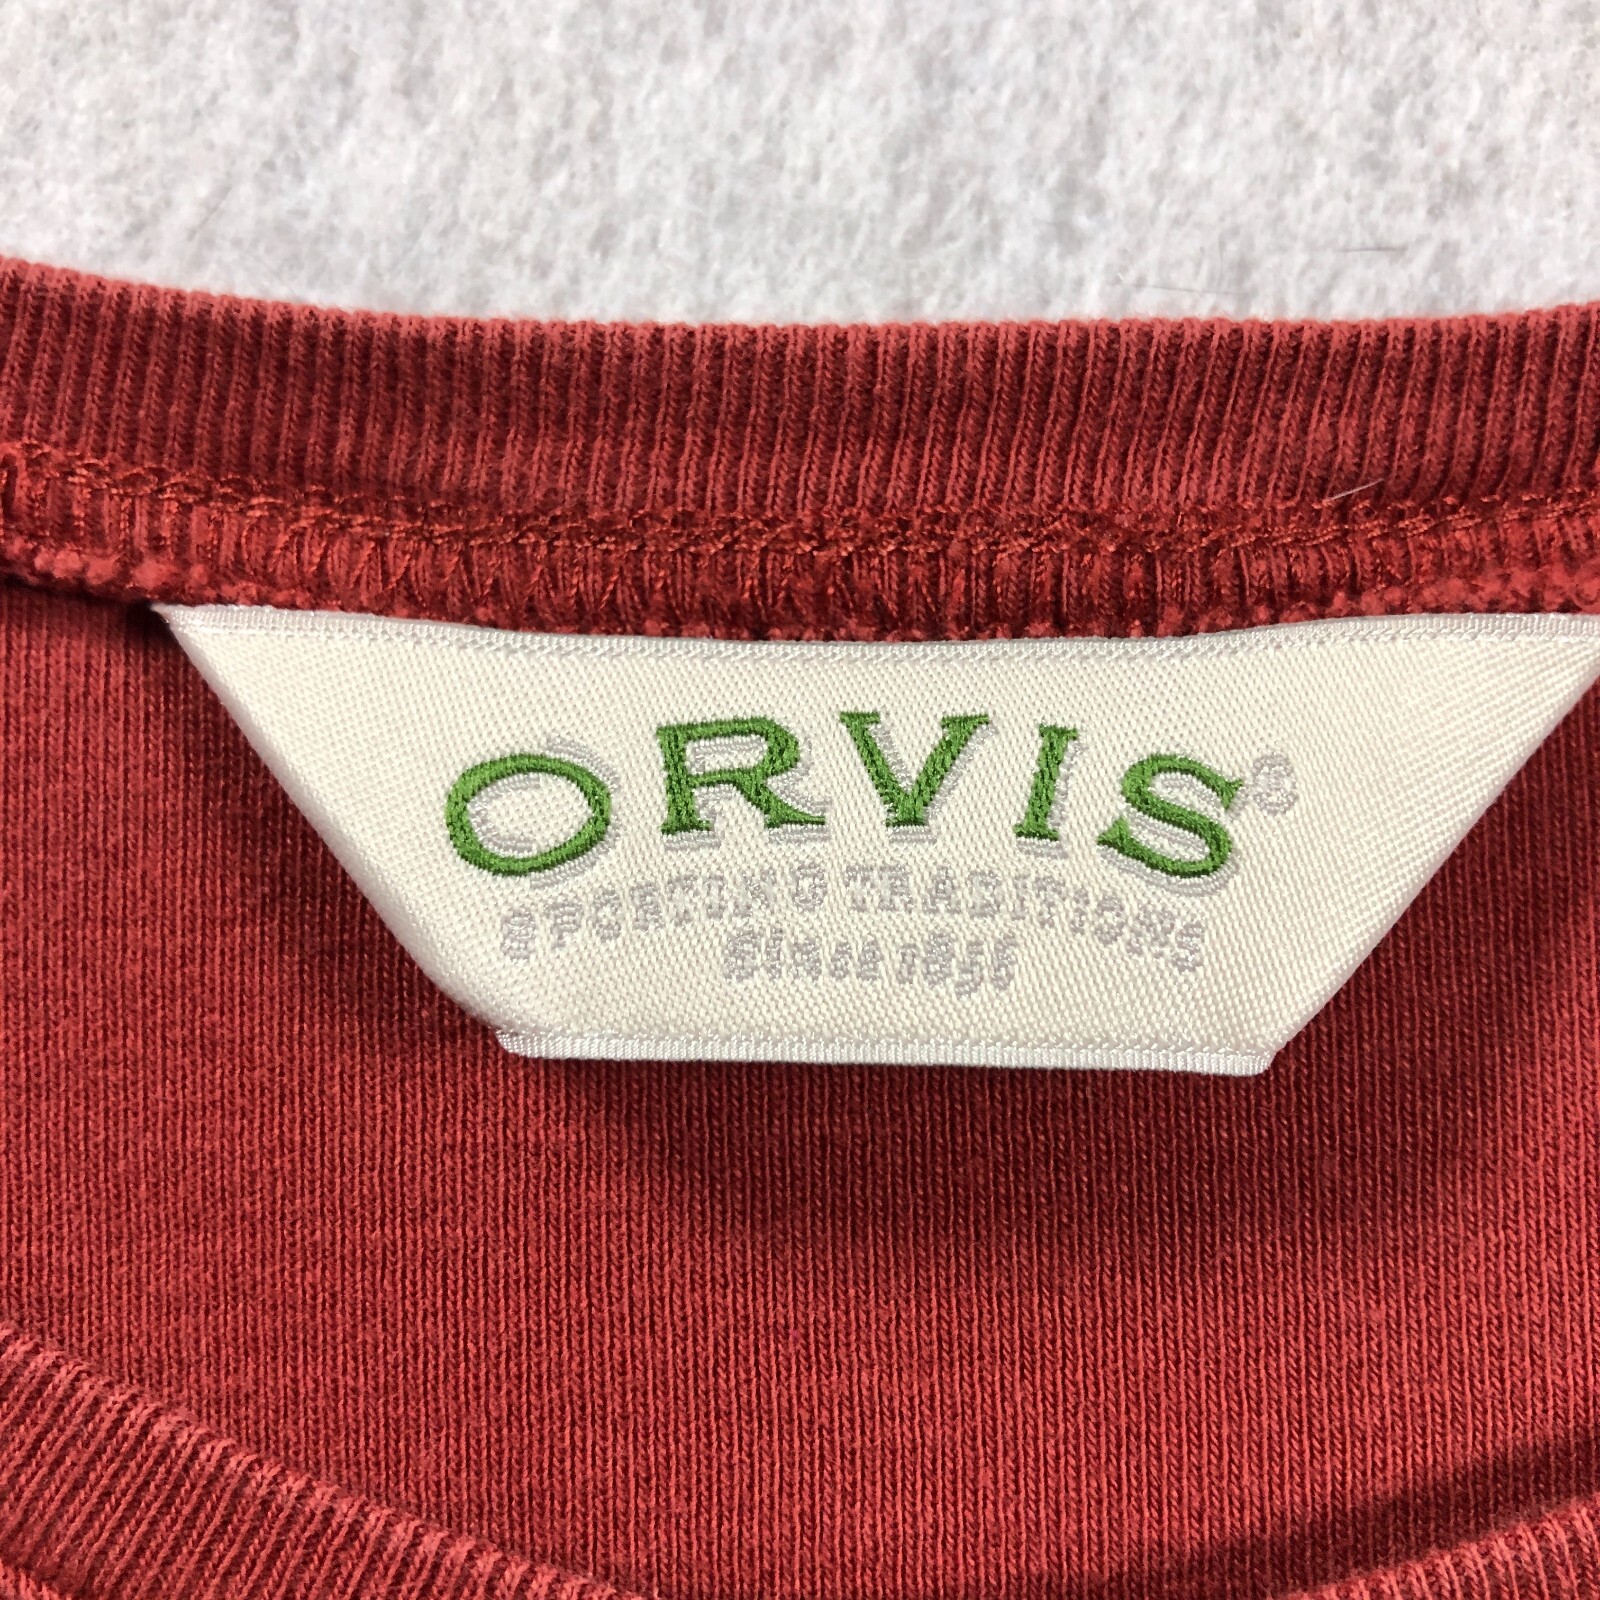 ORVIS®
SPORTING TRADITIONS
Since 1856